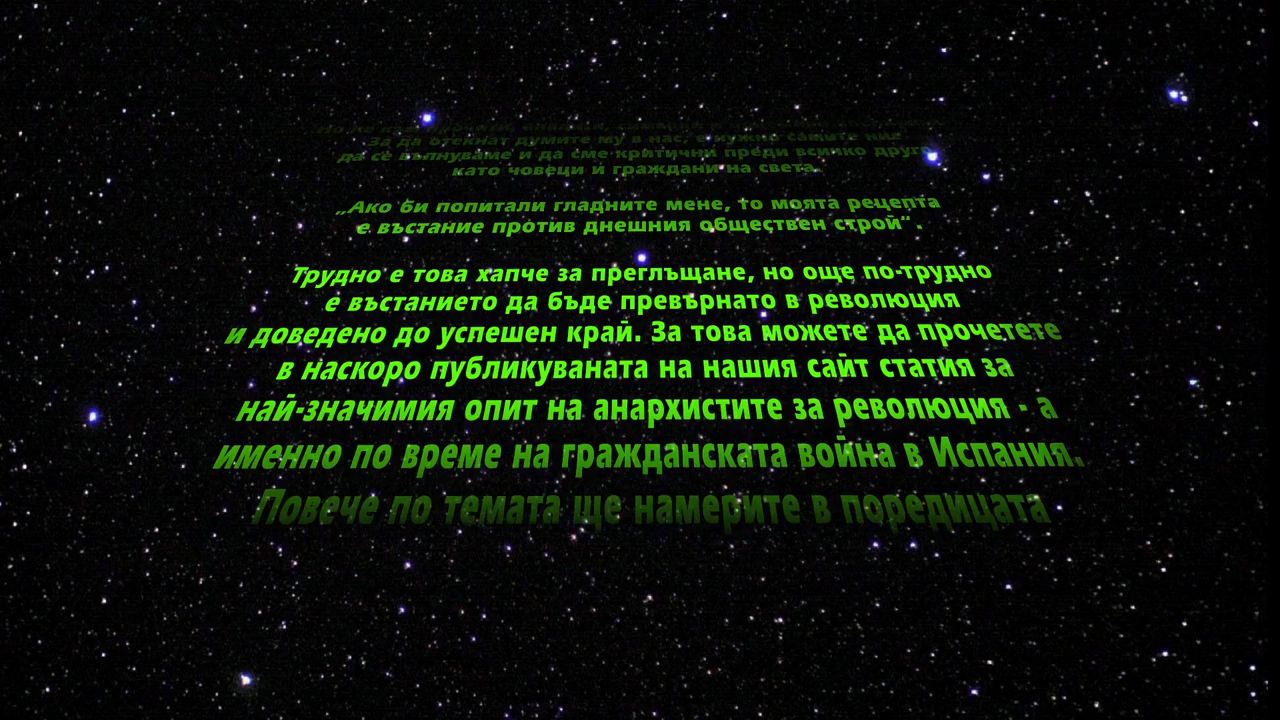 За да отекнат думите му в нас, е нужно самите ние
да се вълнуваме и да сме критични преди всичко друго
като човеци и граждани на света.
„Ако би попитали гладните мене, то моята рецепта
е въстание против днешния обществен строй“.
Трудно е това хапче за преглъщане, но още по-трудно
е въстанието да бъде превърнато в революция
и доведено до успешен край. За това можете да прочетете
в наскоро публикуваната на нашия сайт статия за
най-значимия опит на анархистите за революция - а
именно по време на гражданската война в Испания.
Повече по темата ще намерите в поредицата